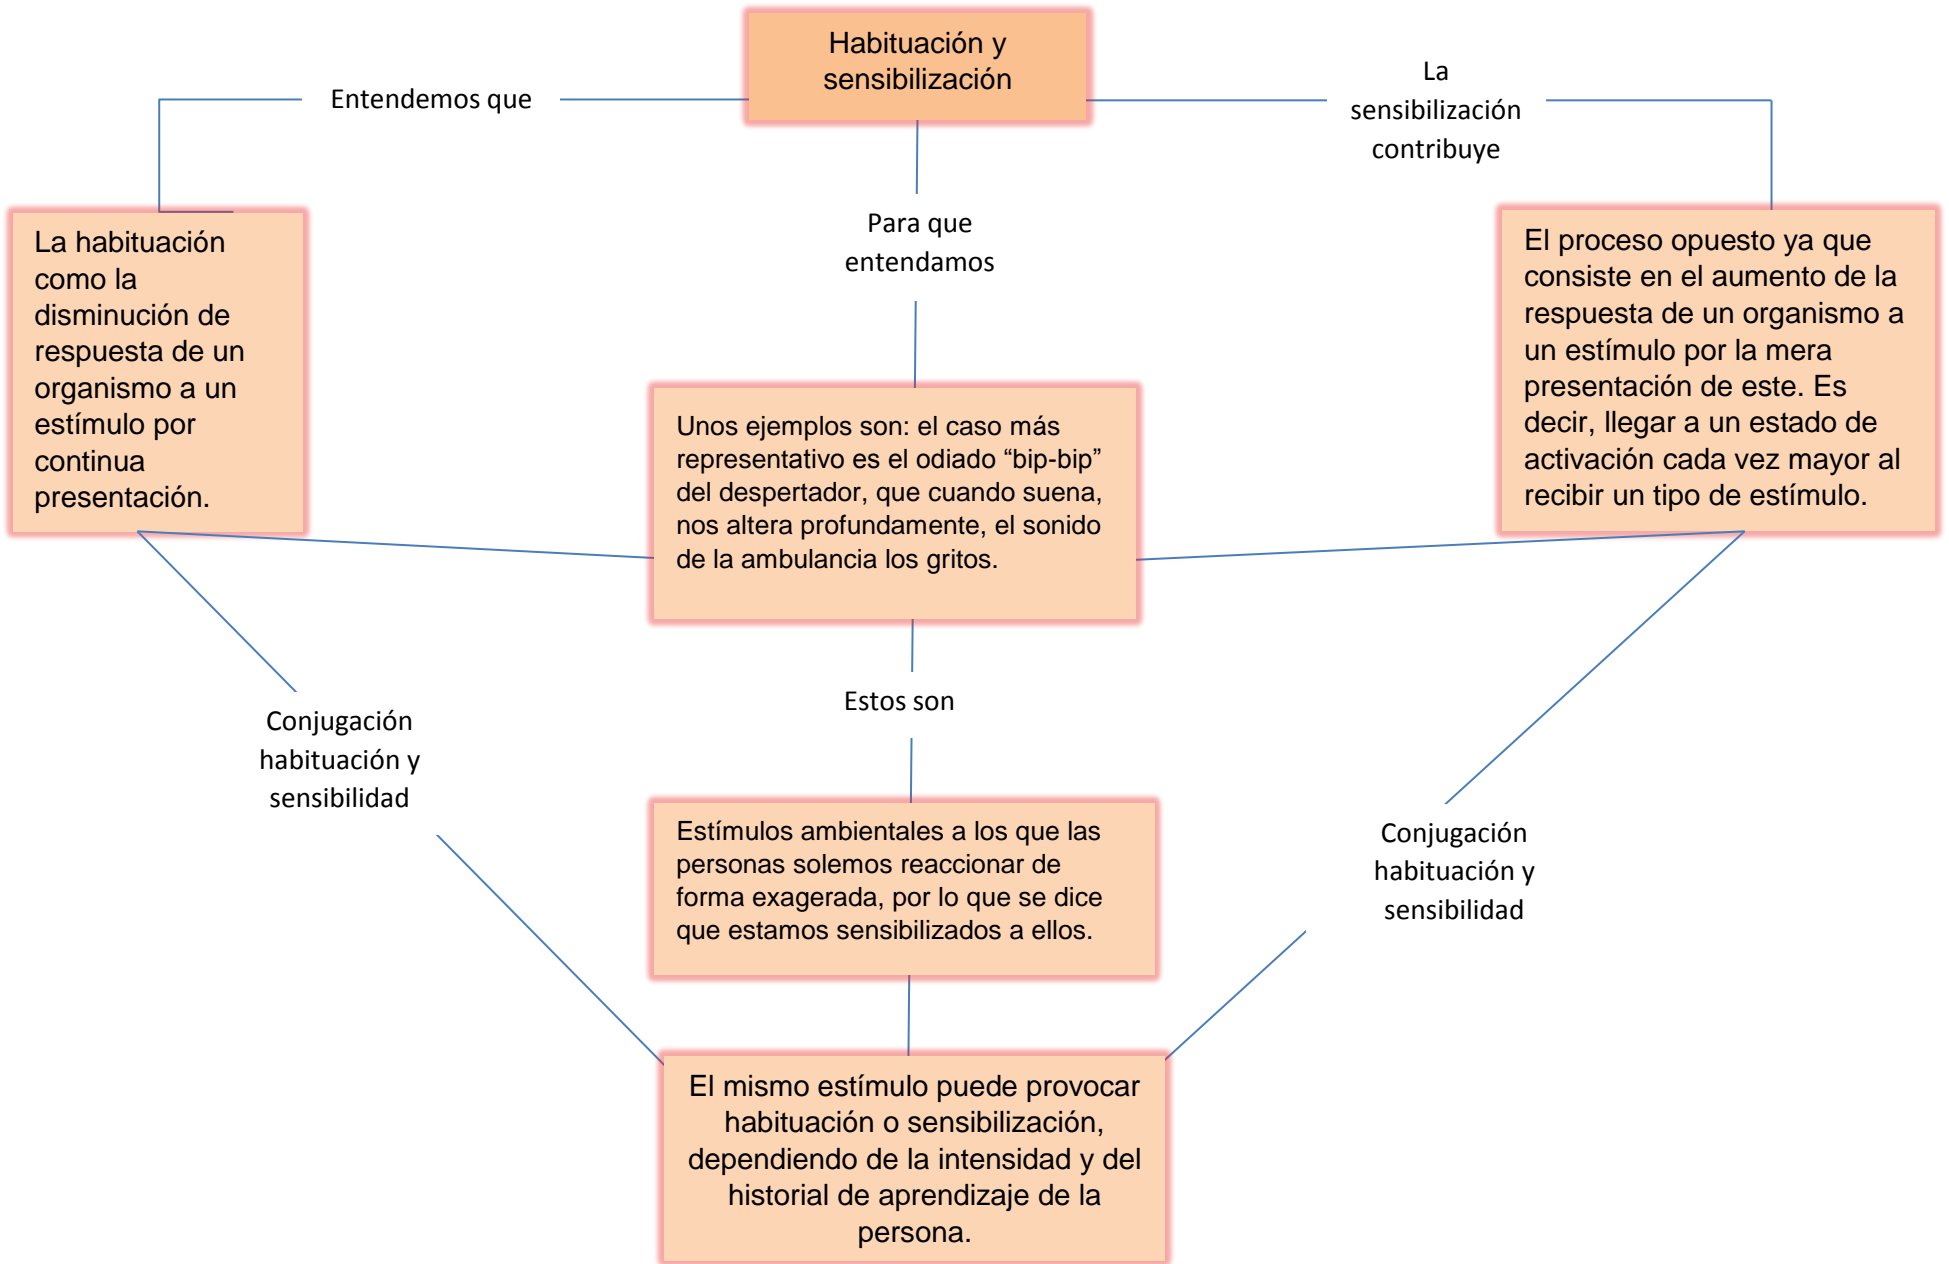 Habituación y
sensibilización
Entendemos que
La
sensibilización
contribuye
Para que
entendamos
La habituación
como la
disminución de
respuesta de un
organismo a un
estímulo por
continua
presentación.
El proceso opuesto ya que
consiste en el aumento de la
respuesta de un organismo a
un estímulo por la mera
presentación de este. Es
decir, llegar a un estado de
activación cada vez mayor al
recibir un tipo de estímulo.
Unos ejemplos son: el caso más
representativo es el odiado “bip-bip”
del despertador, que cuando suena,
nos altera profundamente, el sonido
de la ambulancia los gritos.
Estos son
Conjugación
habituación y
sensibilidad
Estímulos ambientales a los que las
personas solemos reaccionar de
forma exagerada, por lo que se dice
que estamos sensibilizados a ellos.
Conjugación
habituación y
sensibilidad
El mismo estímulo puede provocar
habituación o sensibilización,
dependiendo de la intensidad y del
historial de aprendizaje de la
persona.